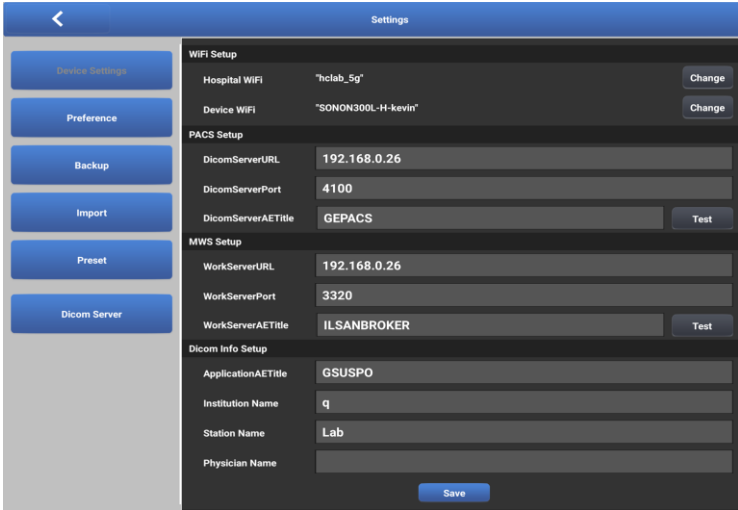 Settings
Device Settings
Preference
Backup
Import
Preset
Dicom Server
WiFi Setup
Hospital WiFi "hclab_5g" Change
Device WiFi "SONON300L-H-kevin" Change
PACS Setup
DicomServerURL 192.168.0.26
DicomServerPort 4100
DicomServerAETitle GEPACS Test
MWS Setup
WorkServerURL 192.168.0.26
WorkServerPort 3320
WorkServerAETitle ILSANBROKER Test
Dicom Info Setup
ApplicationAETitle GSUSPO
Institution Name q
Station Name Lab
Physician Name
Save